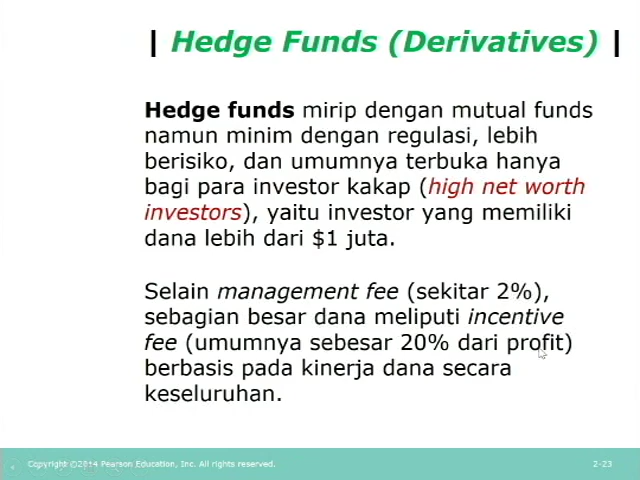 | Hedge Funds (Derivatives) |
Hedge funds mirip dengan mutual funds
namun minim dengan regulasi, lebih
berisiko, dan umumnya terbuka hanya
bagi para investor kakap (high net worth
investors), yaitu investor yang memiliki
dana lebih dari $1 juta.
Selain management fee (sekitar 2%),
sebagian besar dana meliputi incentive
fee (umumnya sebesar 20% dari profit)
berbasis pada kinerja dana secara
keseluruhan.
Copyright ©2014 Pearson Education, Inc. All rights reserved.
2-23